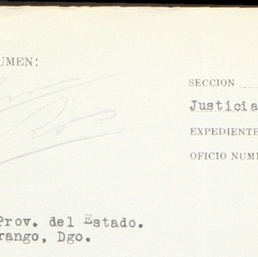 UMEN:
SECCION
Justicia
EXPEDIENTE
OFICIO NUM
Prov. del Estado.
rango, Dgo.